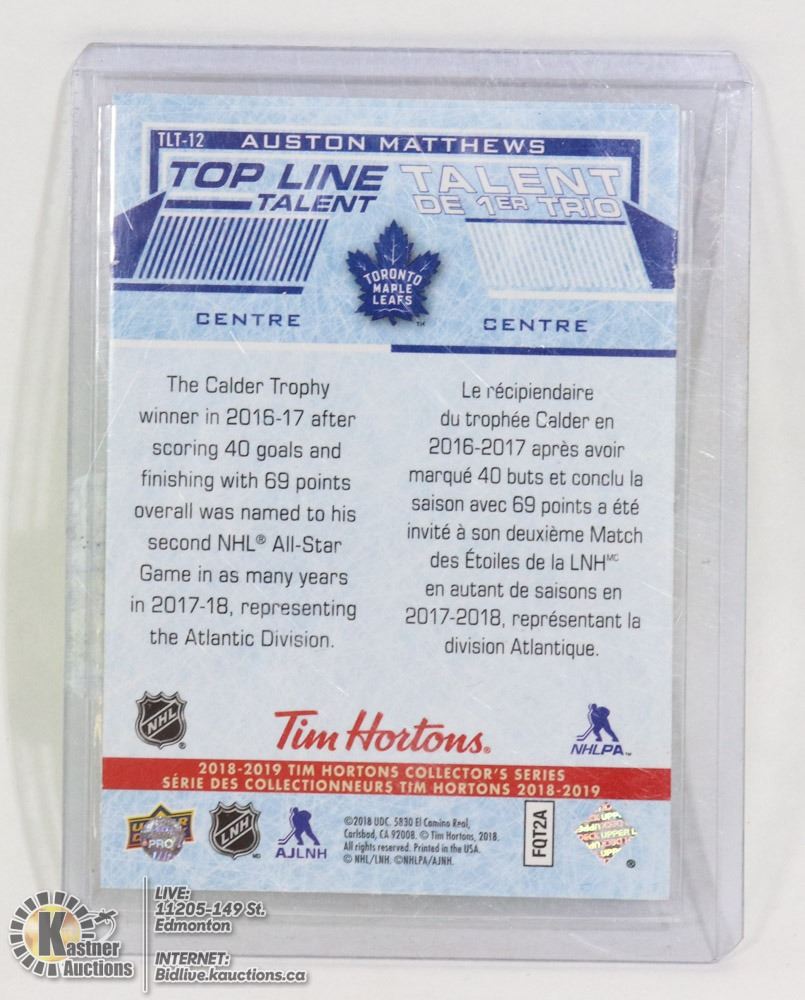 TLT-12 AUSTON MATTHEWS
TOP LINE
TALENT
TALENT
DE 1ER TRIO
TORONTO
MAPLE
LEAFS
TM
CENTRE
CENTRE
The Calder Trophy
winner in 2016-17 after
scoring 40 goals and
finishing with 69 points
overall was named to his
second NHL® All-Star
Game in as many years
in 2017-18, representing
the Atlantic Division.
Le récipiendaire
du trophée Calder en
2016-2017 après avoir
marqué 40 buts et conclu la
saison avec 69 points a été
invité à son deuxième Match
des Étoiles de la LNHᴹᶜ
en autant de saisons en
2017-2018, représentant la
division Atlantique.
NHL ®
Tim Hortons®
NHLPA™
2018-2019 TIM HORTONS COLLECTOR'S SERIES
SÉRIE DES COLLECTIONNEURS TIM HORTONS 2018-2019
PRO
LNH MD
AJLNH
©2018 UDC. 5830 El Camino Real,
Carlsbad, CA 92008. © Tim Hortons, 2018.
All rights reserved. Printed in the USA.
© NHL/LNH. ©NHLPA/AJNH.
FQT2A
®
Kastner
Auctions
LIVE:
11205-149 St.
Edmonton
INTERNET:
Bidlive.kauctions.ca